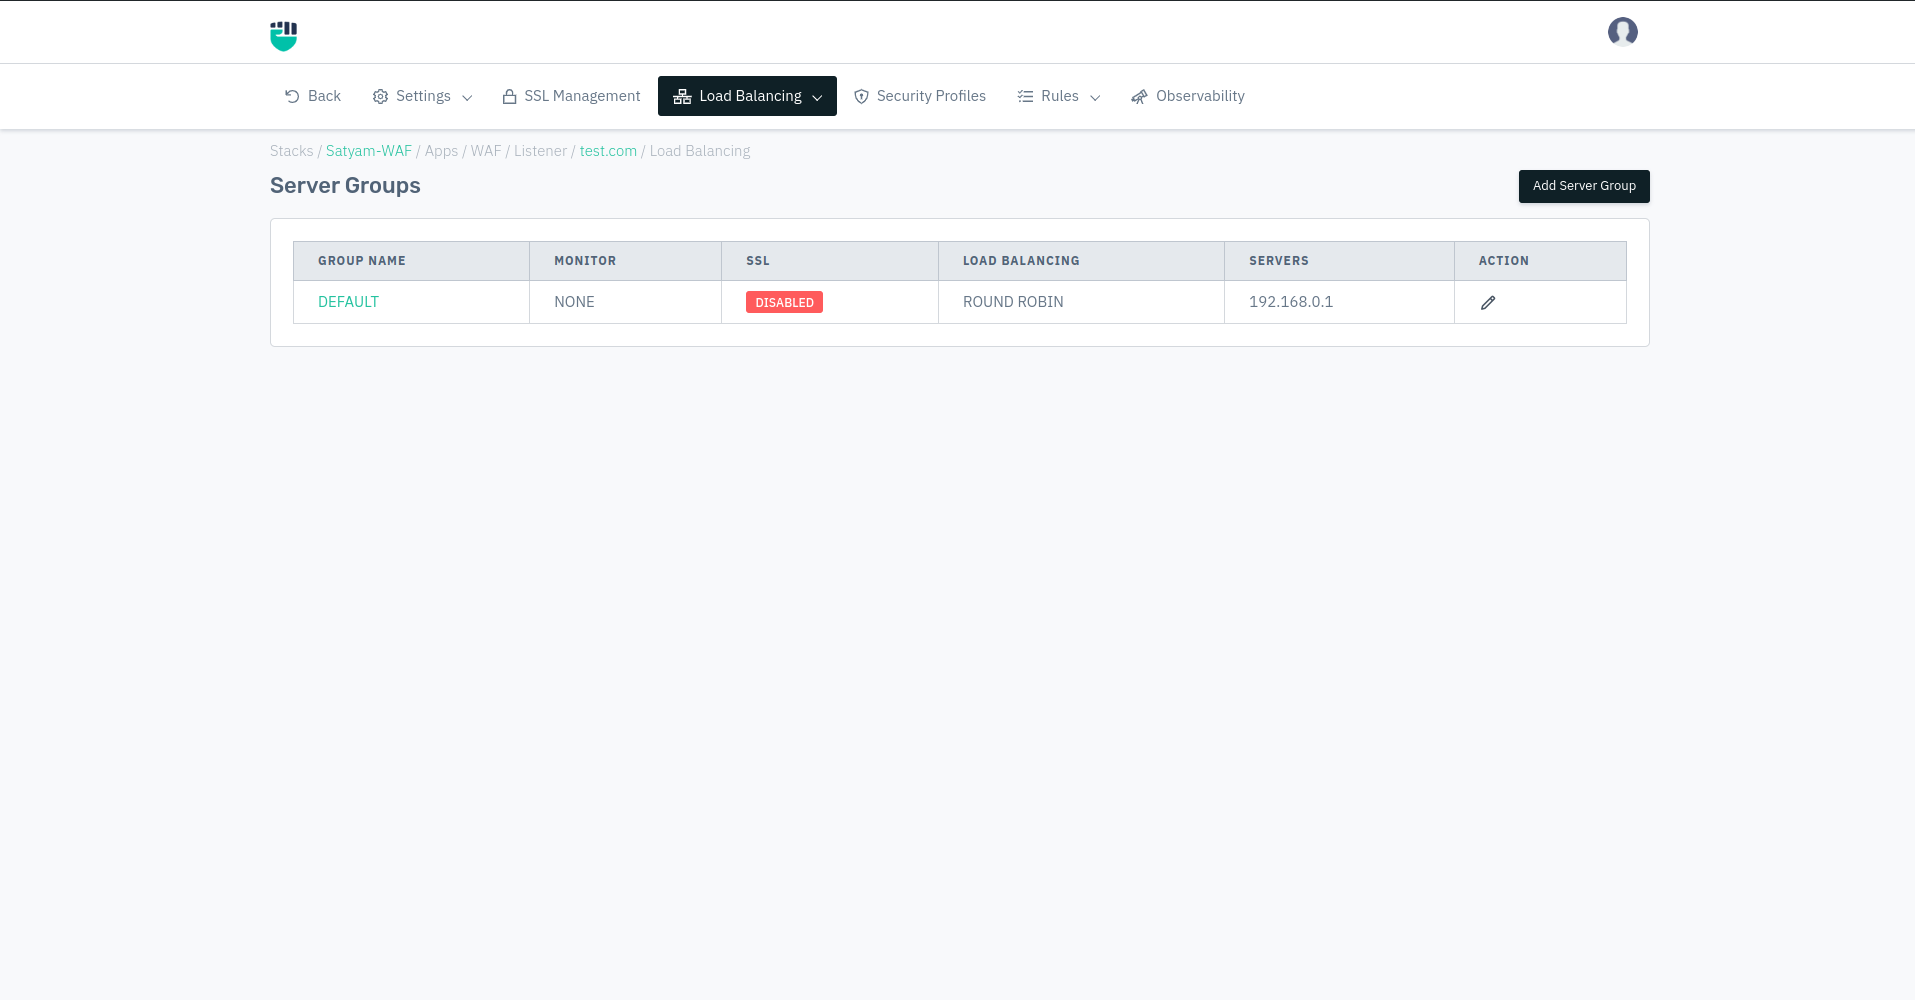 Back Settings SSL Management Load Balancing Security Profiles Rules Observability
Stacks / Satyam-WAF / Apps / WAF / Listener / test.com / Load Balancing
Server Groups
Add Server Group
GROUP NAME MONITOR SSL LOAD BALANCING SERVERS ACTION
DEFAULT NONE DISABLED ROUND ROBIN 192.168.0.1